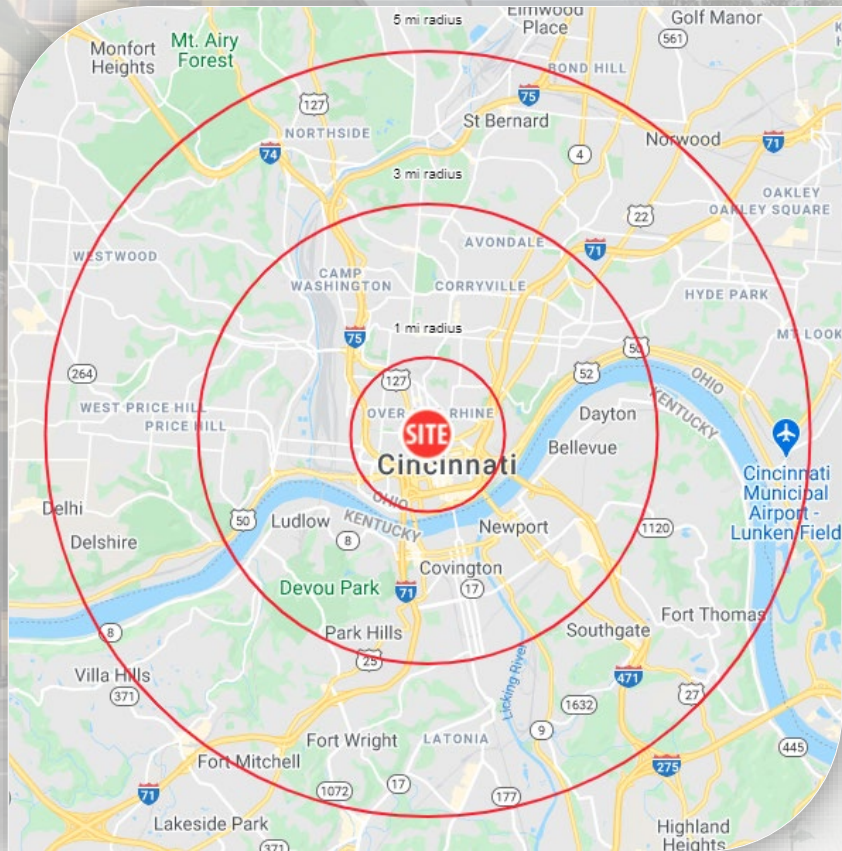 5 mi radius
Elmwood
Place
Golf Manor
561
Monfort
Heights
Mt. Airy
Forest
BOND HILL
75
127
St Bernard
NORTHSIDE
Norwood
71
74
4
3 mi radius
OAKLEY
OAKLEY SQUARE
22
WESTWOOD
AVONDALE
71
CAMP
WASHINGTON
CORRYVILLE
HYDE PARK
1 mi radius
75
MT LOOK
50
264
127
52
OHIO
KENTUCKY
WEST PRICE HILL
PRICE HILL
OVER
RHINE
SITE
Dayton
Bellevue
Cincinnati
Cincinnati
Municipal
Airport -
Lunken Field
OHIO
KENTUCKY
Delhi
50
Ludlow
8
Newport
1120
Delshire
Covington
17
Devou Park
71
Fort Thomas
8
Park Hills
Southgate
25
Licking River
Villa Hills
371
471
27
1632
9
Fort Wright
LATONIA
445
Fort Mitchell
275
71
1072
17
177
Lakeside Park
371
Highland
Heights